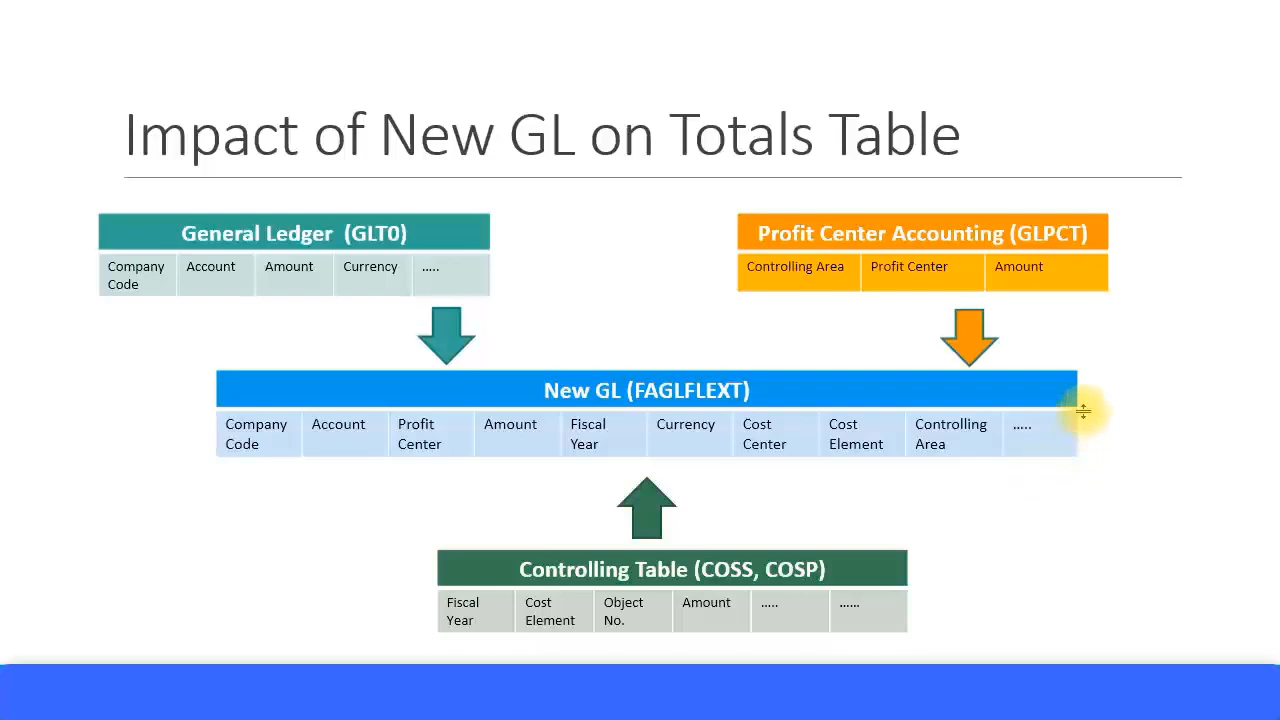 Impact of New GL on Totals Table
General Ledger (GLT0)
Company Code
Account
Amount
Currency
.....
Profit Center Accounting (GLPCT)
Controlling Area
Profit Center
Amount
New GL (FAGLFLEXT)
Company Code
Account
Profit Center
Amount
Fiscal Year
Currency
Cost Center
Cost Element
Controlling Area
.....
Controlling Table (COSS, COSP)
Fiscal Year
Cost Element
Object No.
Amount
.....
......